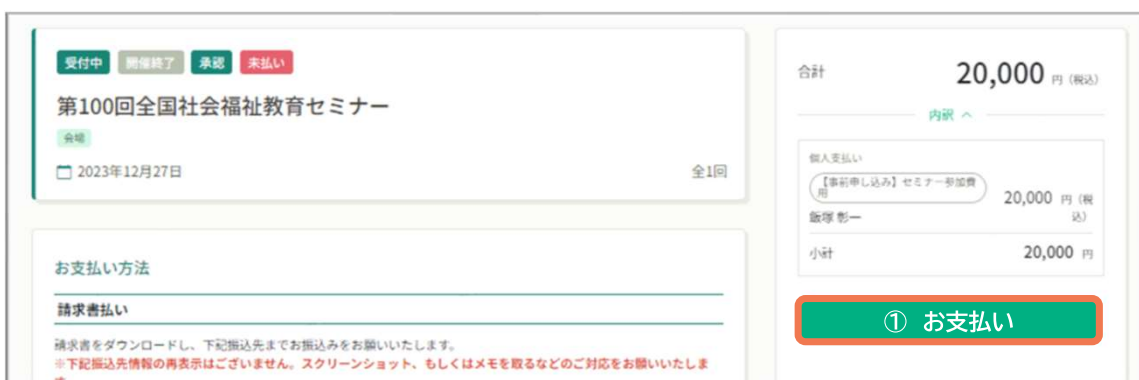 受付中 開催終了 承認 未払い
第100回全国社会福祉教育セミナー
会場
2023年12月27日
全1回
お支払い方法
請求書払い
請求書をダウンロードし、下記振込先までお振込みをお願いいたします。
※下記振込先情報の再表示はございません。スクリーンショット、もしくはメモを取るなどのご対応をお願いいたしま
合計 20,000 円 (税込)
内訳
個人支払い
【事前申し込み】セミナー参加費
用
20,000 円 (税
込)
飯塚 彰一
小計 20,000 円
① お支払い